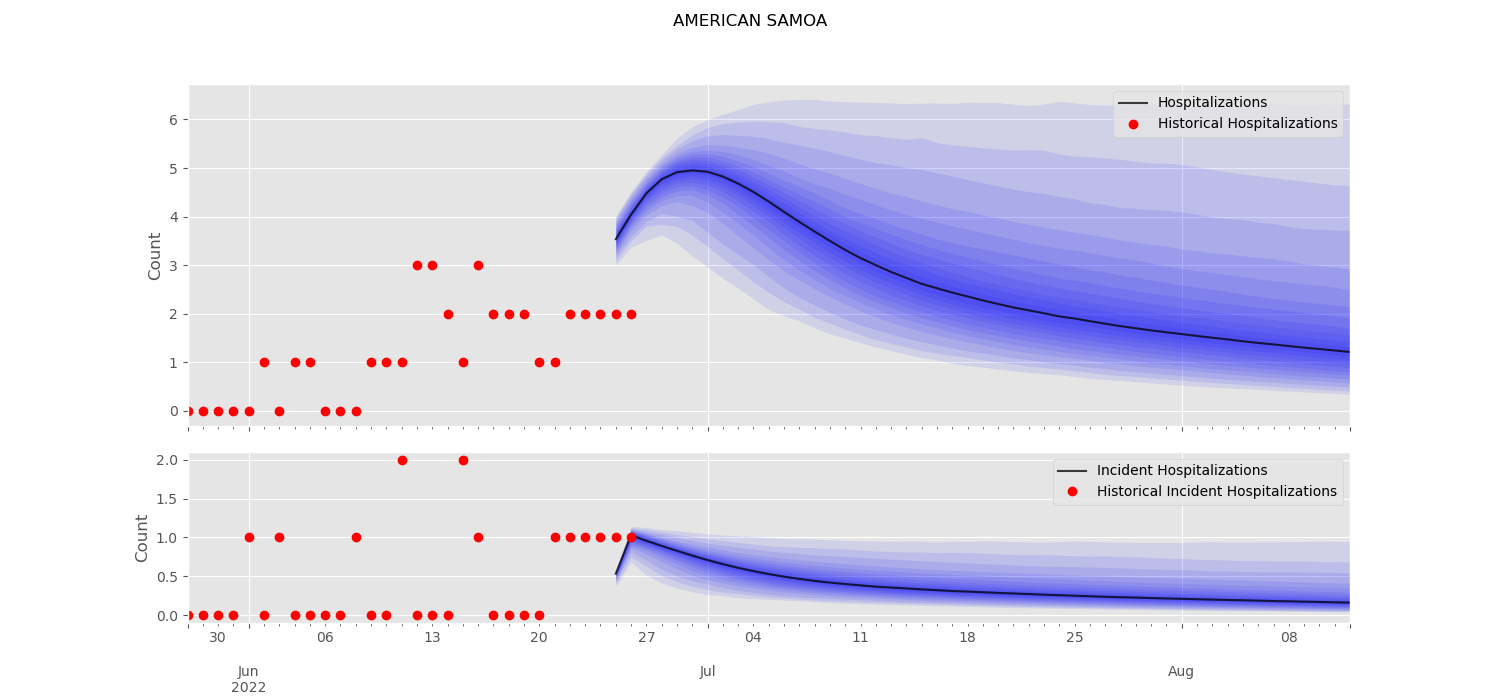 AMERICAN SAMOA
Hospitalizations
Historical Hospitalizations
Count
6
5
4
3
2
1
0
Incident Hospitalizations
Historical Incident Hospitalizations
Count
2.0
1.5
1.0
0.5
0.0
30 06 13 20 27 04 11 18 25 08
Jun Jul Aug
2022